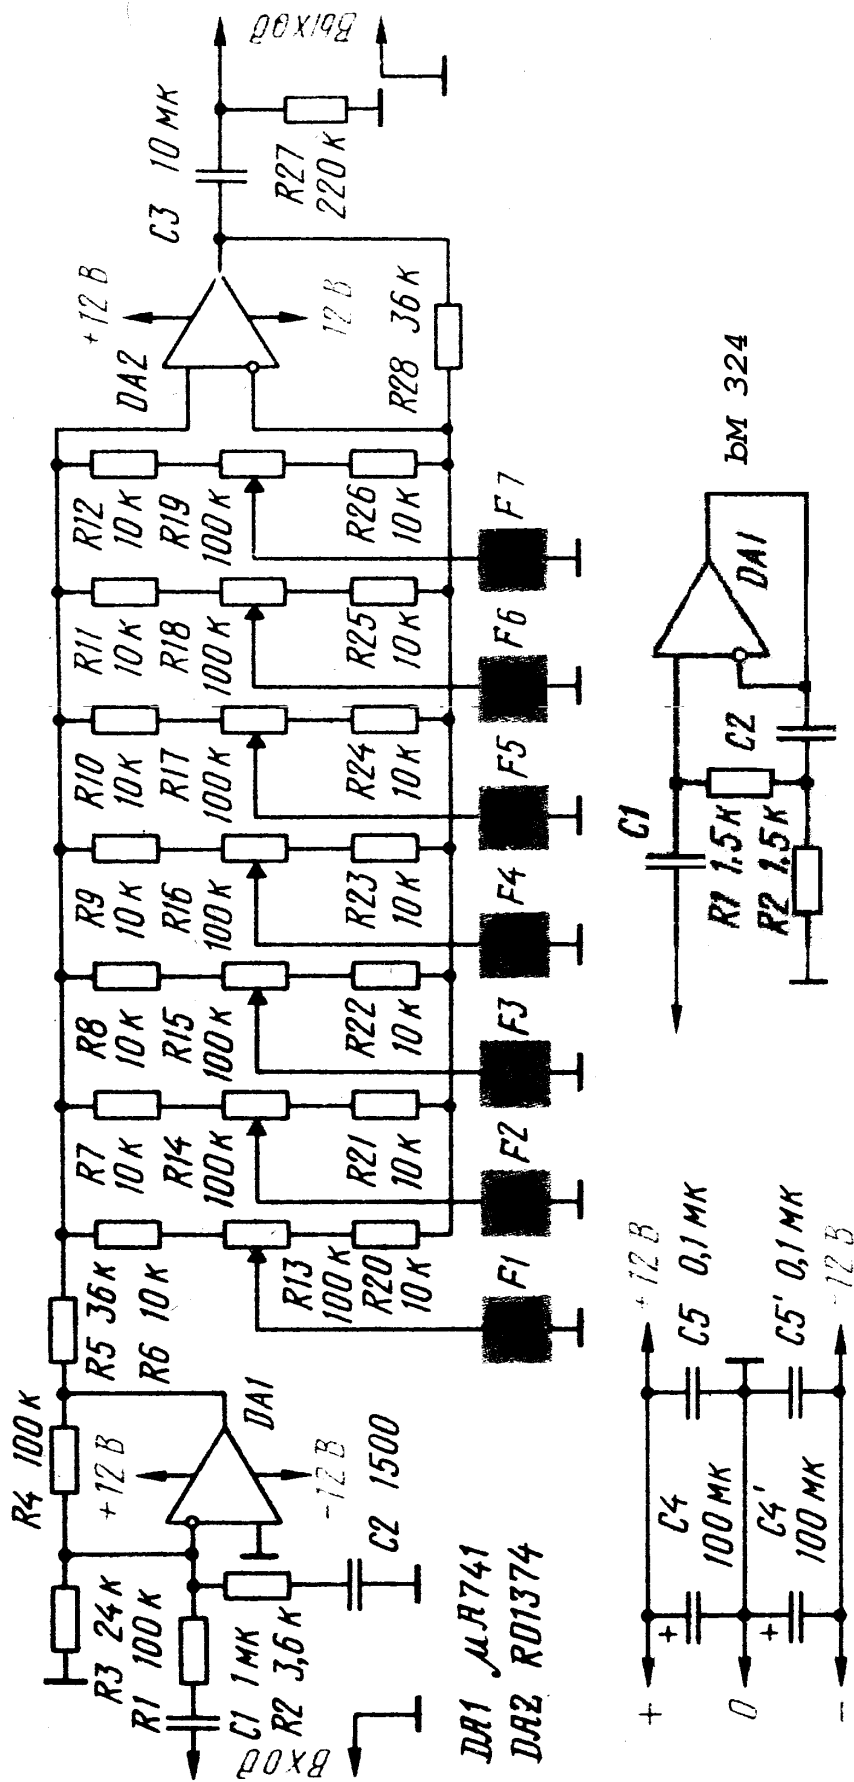 Вход
C1 1 мк
R1
100 к
R2 3,6 к
R3 24 к
R4 100 к
+12 В
-12 В
DA1
C2 1500
R5 36 к
R6 10 к
R7
10 к
R8
10 к
R9
10 к
R10
10 к
R11
10 к
R12
10 к
R13
100 к
R14
100 к
R15
100 к
R16
100 к
R17
100 к
R18
100 к
R19
100 к
R20
10 к
R21
10 к
R22
10 к
R23
10 к
R24
10 к
R25
10 к
R26
10 к
F1
F2
F3
F4
F5
F6
F7
DA2
+12 В
12 В
R28 36 к
C3 10 мк
R27
220 к
Выход
DA1 μA741
DA2 RD1374
+
0
-
+
C4
100 мк
+
C4'
100 мк
+12 В
C5 0,1 мк
C5' 0,1 мк
-12 В
C1
R1 1.5 к
R2 1.5 к
C2
DA1
bM 324